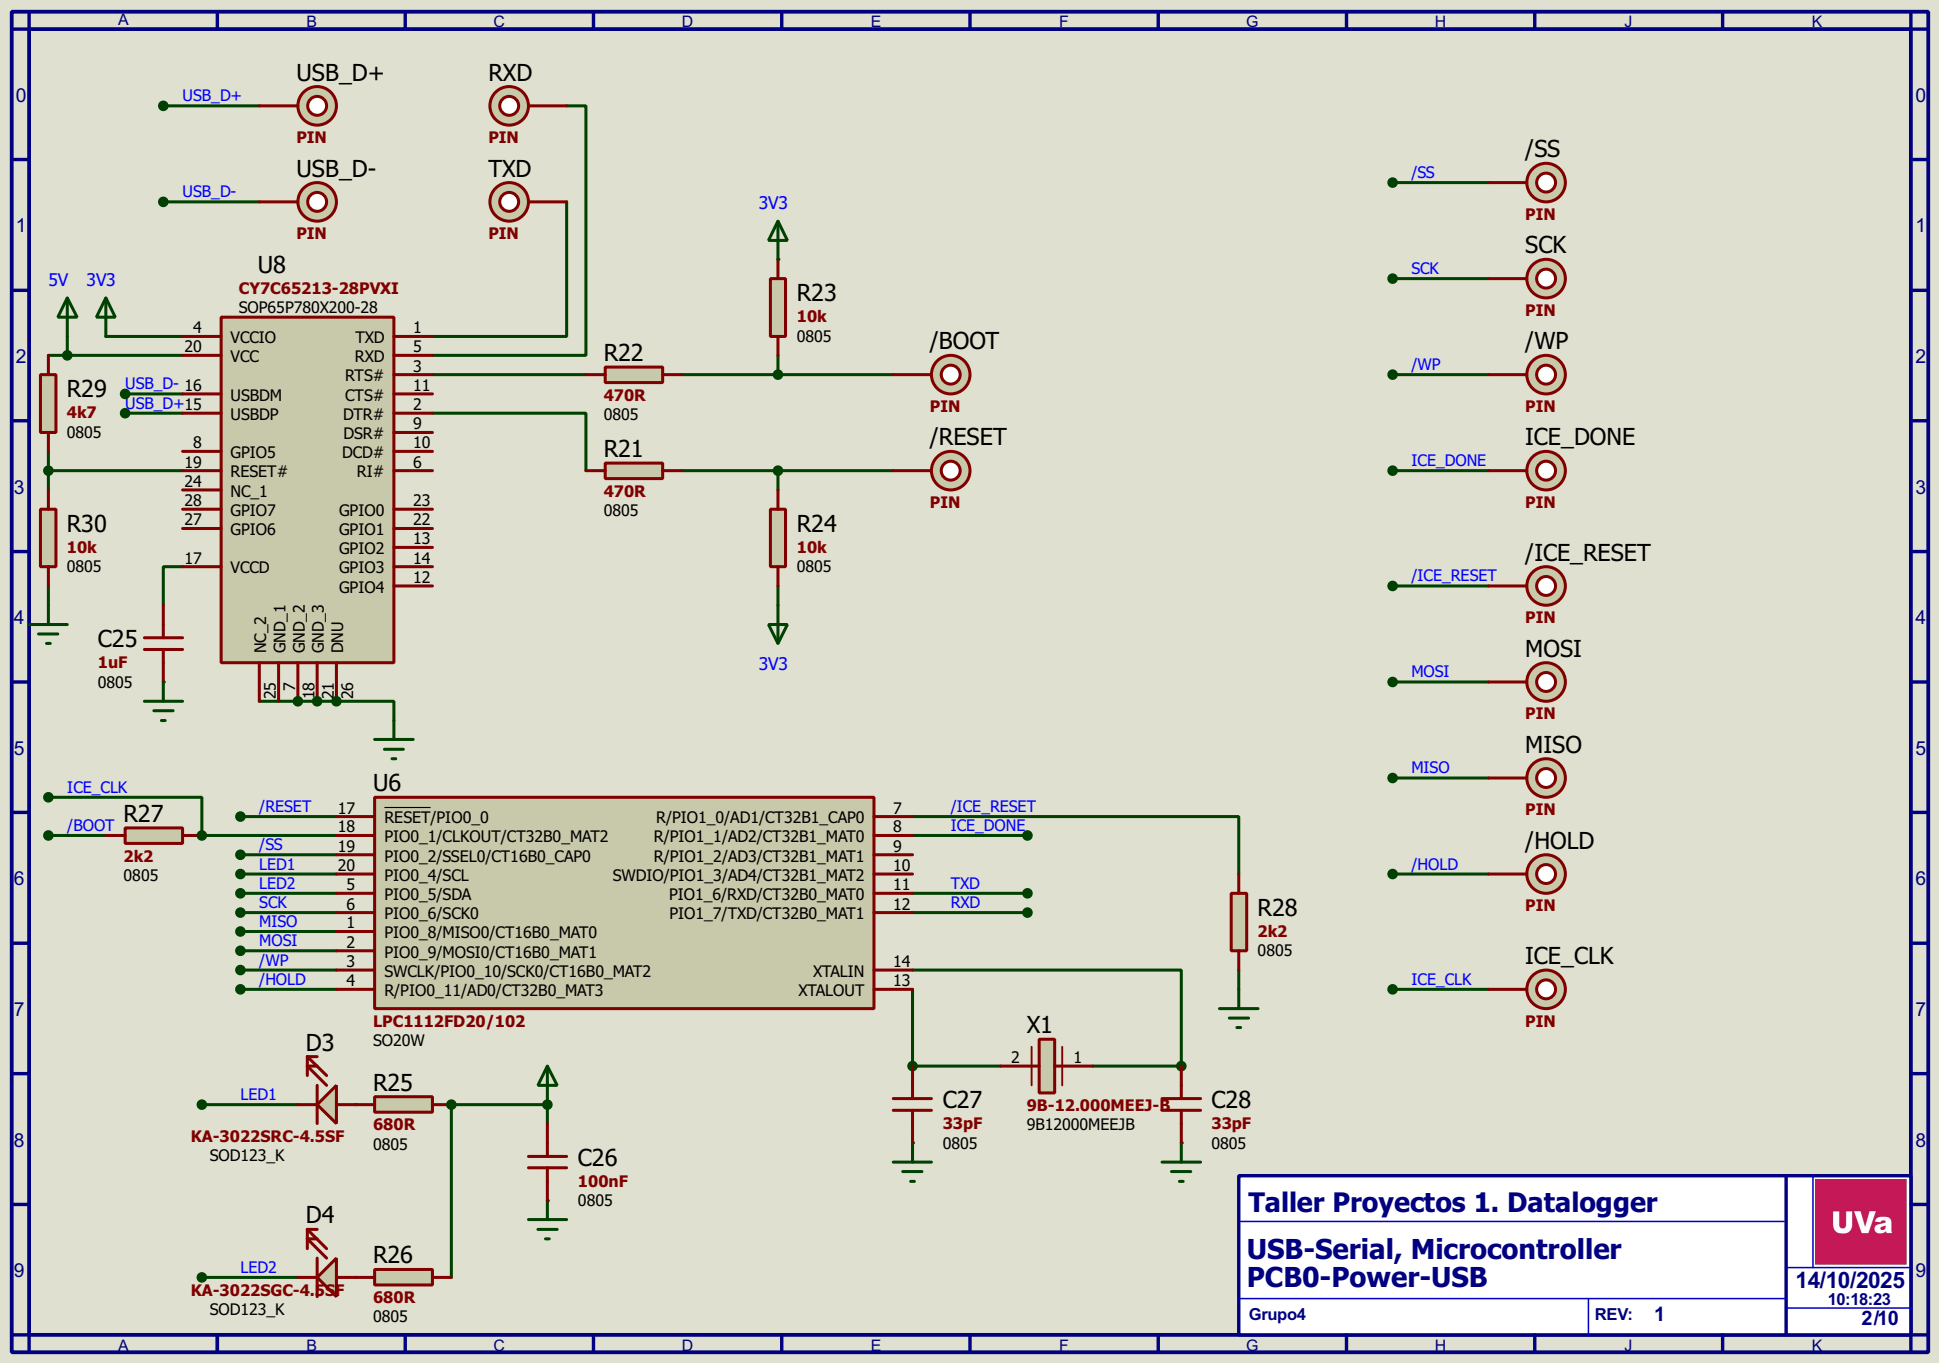 A B C D E F G H J K
0 0
1 1
2 2
3 3
4 4
5 5
6 6
7 7
8 8
9 9
USB_D+
USB_D+
PIN
RXD
PIN
USB_D-
USB_D-
PIN
TXD
PIN
5V
3V3
U8
CY7C65213-28PVXI
SOP65P780X200-28
4 VCCIO
20 VCC
USB_D- 16 USBDM
USB_D+ 15 USBDP
8 GPIO5
19 RESET#
24 NC_1
28 GPIO7
27 GPIO6
17 VCCD
TXD 1
RXD 5
RTS# 3
CTS# 11
DTR# 2
DSR# 9
DCD# 10
RI# 6
GPIO0 23
GPIO1 22
GPIO2 13
GPIO3 14
GPIO4 12
NC_2 25
GND_1 7
GND_2 18
GND_3 21
DNU 26
R29
4k7
0805
R30
10k
0805
C25
1uF
0805
3V3
R23
10k
0805
R22
470R
0805
/BOOT
PIN
R21
470R
0805
/RESET
PIN
R24
10k
0805
3V3
/SS
/SS
PIN
SCK
SCK
PIN
/WP
/WP
PIN
ICE_DONE
ICE_DONE
PIN
/ICE_RESET
/ICE_RESET
PIN
MOSI
MOSI
PIN
MISO
MISO
PIN
/HOLD
/HOLD
PIN
ICE_CLK
ICE_CLK
PIN
ICE_CLK
/BOOT
R27
2k2
0805
U6
/RESET 17 RESET/PIO0_0
18 PIO0_1/CLKOUT/CT32B0_MAT2
/SS 19 PIO0_2/SSEL0/CT16B0_CAP0
LED1 20 PIO0_4/SCL
LED2 5 PIO0_5/SDA
SCK 6 PIO0_6/SCK0
MISO 1 PIO0_8/MISO0/CT16B0_MAT0
MOSI 2 PIO0_9/MOSI0/CT16B0_MAT1
/WP 3 SWCLK/PIO0_10/SCK0/CT16B0_MAT2
/HOLD 4 R/PIO0_11/AD0/CT32B0_MAT3
R/PIO1_0/AD1/CT32B1_CAP0 7 /ICE_RESET
R/PIO1_1/AD2/CT32B1_MAT0 8 ICE_DONE
R/PIO1_2/AD3/CT32B1_MAT1 9
SWDIO/PIO1_3/AD4/CT32B1_MAT2 10
PIO1_6/RXD/CT32B0_MAT0 11 TXD
PIO1_7/TXD/CT32B0_MAT1 12 RXD
XTALIN 14
XTALOUT 13
LPC1112FD20/102
SO20W
R28
2k2
0805
X1
2 1
9B-12.000MEEJ-B
9B12000MEEJB
C27
33pF
0805
C28
33pF
0805
D3
LED1
KA-3022SRC-4.5SF
SOD123_K
R25
680R
0805
C26
100nF
0805
D4
LED2
KA-3022SGC-4.5SF
SOD123_K
R26
680R
0805
Taller Proyectos 1. Datalogger
USB-Serial, Microcontroller
PCB0-Power-USB
Grupo4
REV: 1
UVa
14/10/2025
10:18:23
2/10
A B C D E F G H J K